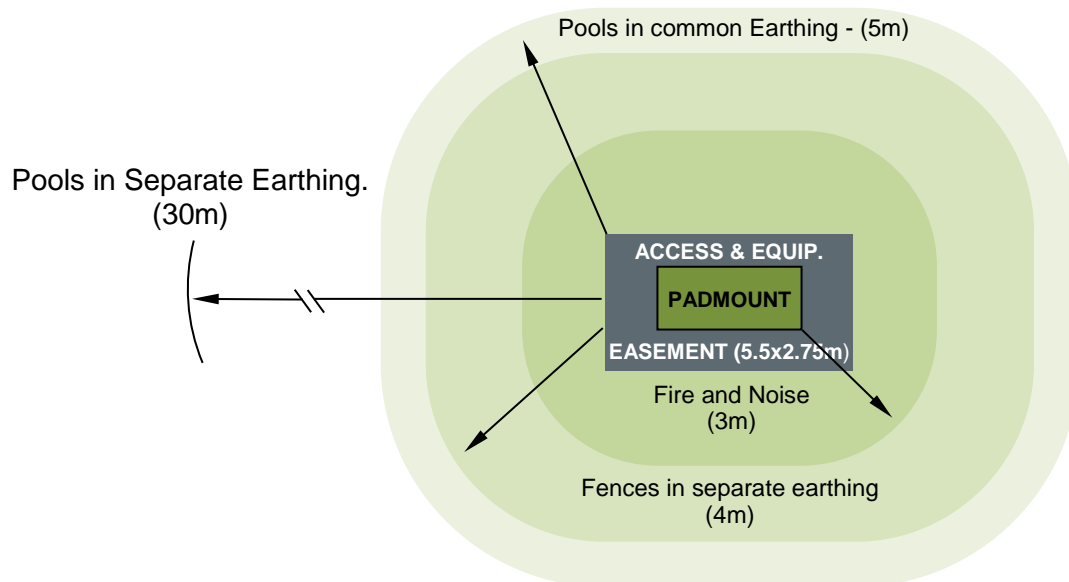 Pools in common Earthing - (5m)
Pools in Separate Earthing.
(30m)
ACCESS & EQUIP.
PADMOUNT
EASEMENT (5.5x2.75m)
Fire and Noise
(3m)
Fences in separate earthing
(4m)